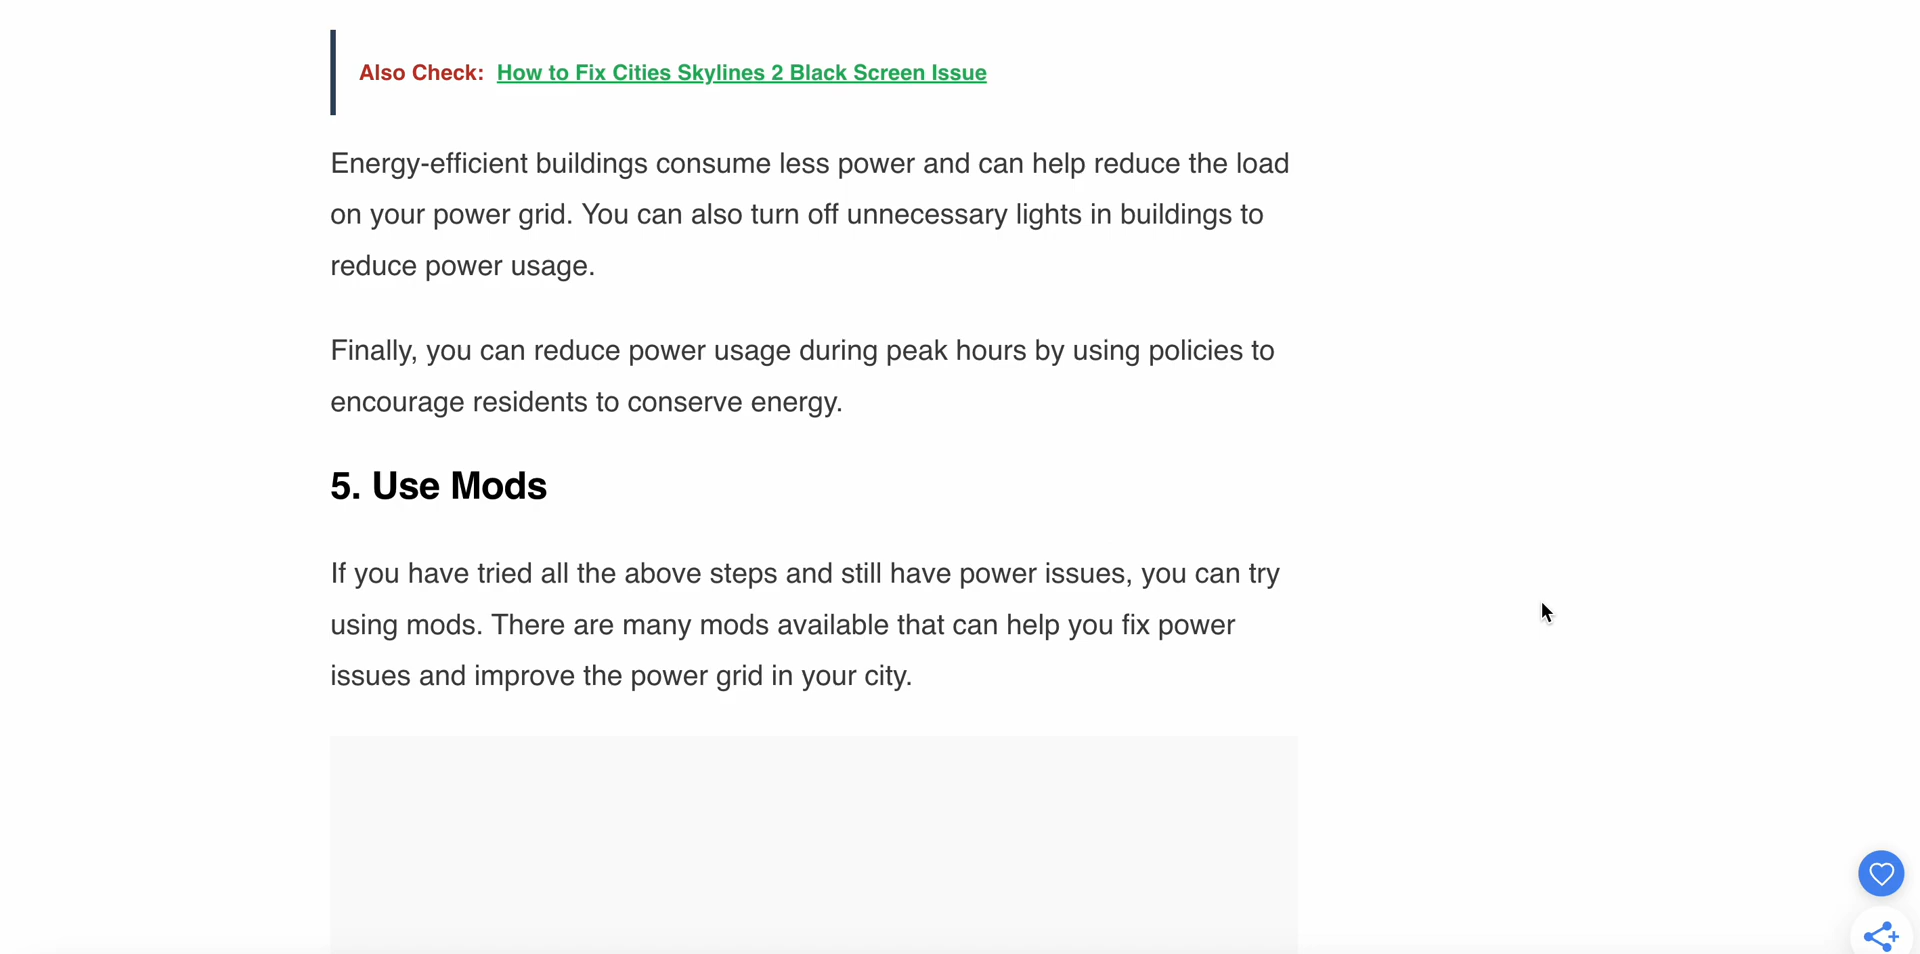 Also Check: How to Fix Cities Skylines 2 Black Screen Issue
Energy-efficient buildings consume less power and can help reduce the load
on your power grid. You can also turn off unnecessary lights in buildings to
reduce power usage.
Finally, you can reduce power usage during peak hours by using policies to
encourage residents to conserve energy.
5. Use Mods
If you have tried all the above steps and still have power issues, you can try
using mods. There are many mods available that can help you fix power
issues and improve the power grid in your city.